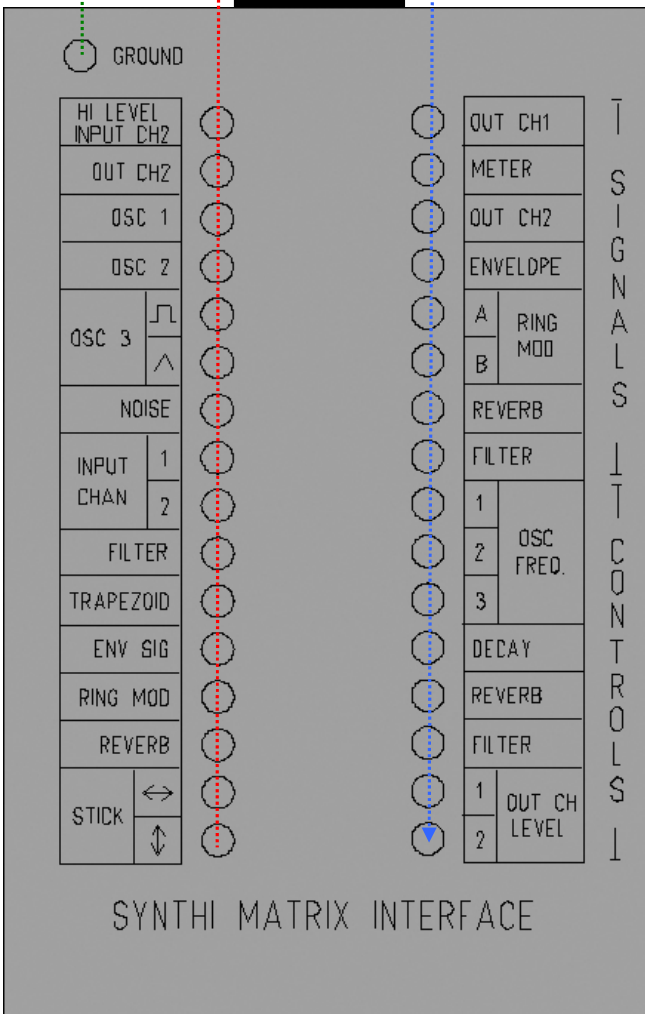 GROUND
HI LEVEL
INPUT CH2
OUT CH2
OSC 1
OSC 2
OSC 3
NOISE
INPUT
CHAN
1
2
FILTER
TRAPEZOID
ENV SIG
RING MOD
REVERB
STICK
OUT CH1
METER
OUT CH2
ENVELOPE
A
B
RING
MOD
REVERB
FILTER
1
2
3
OSC
FREQ.
DECAY
REVERB
FILTER
1
2
OUT CH
LEVEL
SIGNALS
CONTROLS
SYNTHI MATRIX INTERFACE